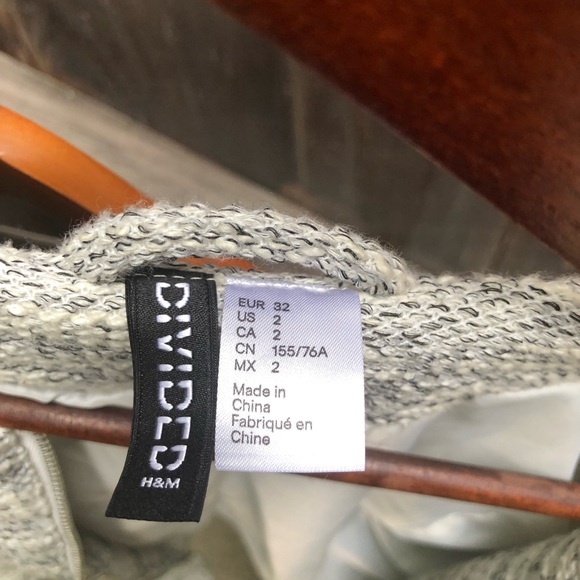 DIVIDED
H&M
EUR 32
US 2
CA 2
CN 155/76A
MX 2
Made in
China
Fabriqué en
Chine